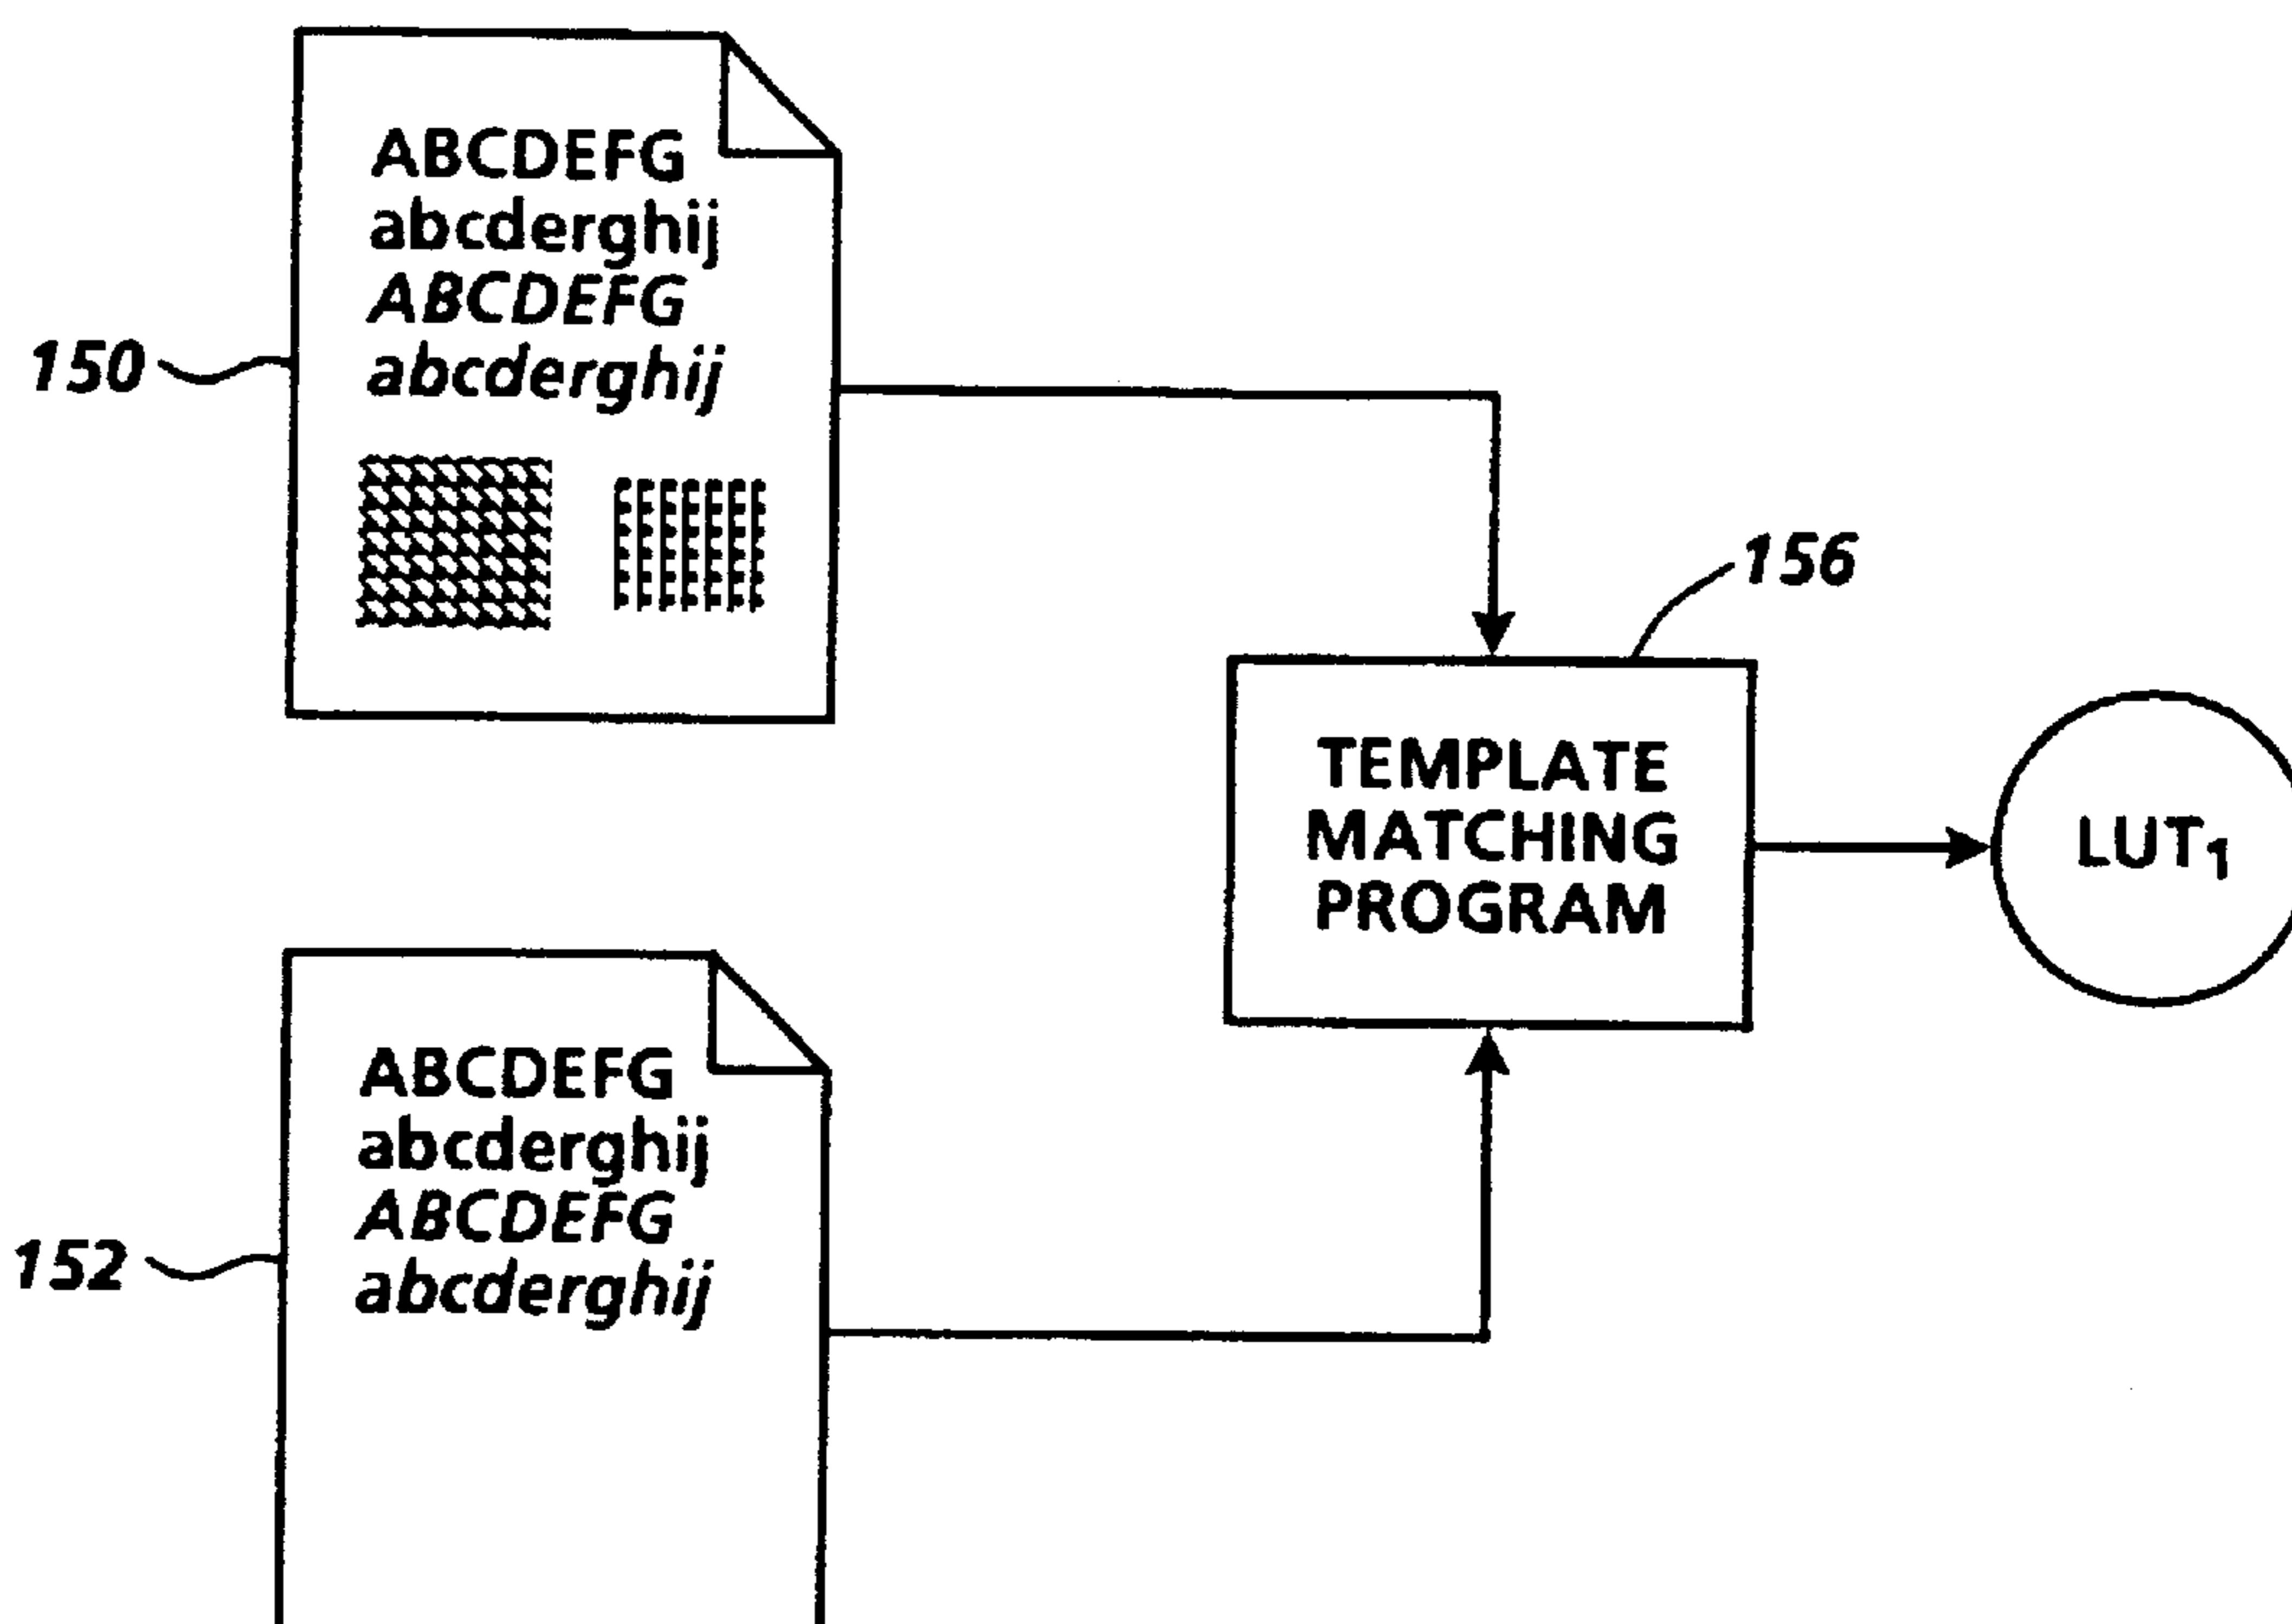 ABCDEFG
abcderghij
ABCDEFG
abcderghij
150
156
TEMPLATE
MATCHING
PROGRAM
LUT1
ABCDEFG
abcderghij
ABCDEFG
abcderghij
152